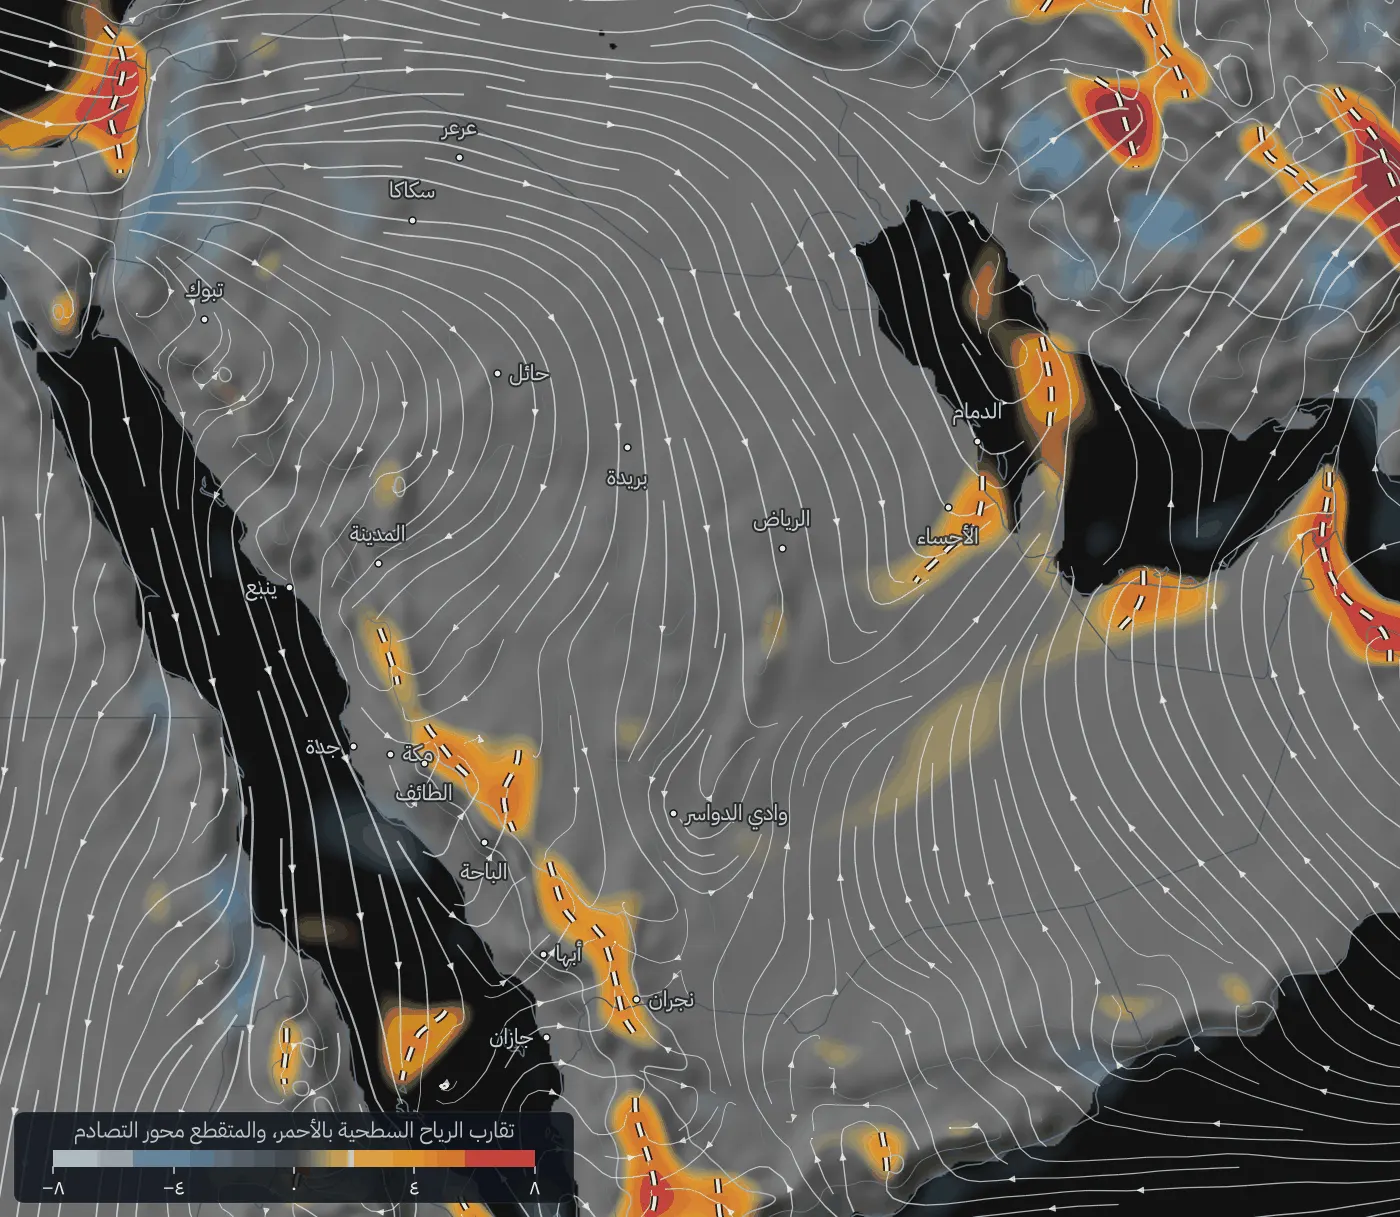 عرعر
سكاكا
تبوك
حائل
الدمام
بريدة
الرياض
المدينة
الأحساء
ينبع
جدة
مكة
الطائف
وادي الدواسر
الباحة
أبها
نجران
جازان
تقارب الرياح السطحية بالأحمر، والمتقطع محور التصادم
−٨ −٤ ٠ ٤ ٨